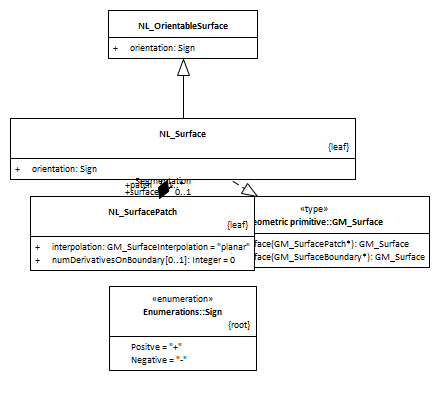 NL_OrientableSurface
+ orientation: Sign
NL_Surface
{leaf}
+ orientation: Sign
Segmentation
+patch
+surface 0..1
NL_SurfacePatch
{leaf}
+ interpolation: GM_SurfaceInterpolation = "planar"
+ numDerivativesOnBoundary[0..1]: Integer = 0
«type»
eometric primitive::GM_Surface
face(GM_SurfacePatch*): GM_Surface
face(GM_SurfaceBoundary*): GM_Surface
«enumeration»
Enumerations::Sign
{root}
Positve = "+"
Negative = "-"